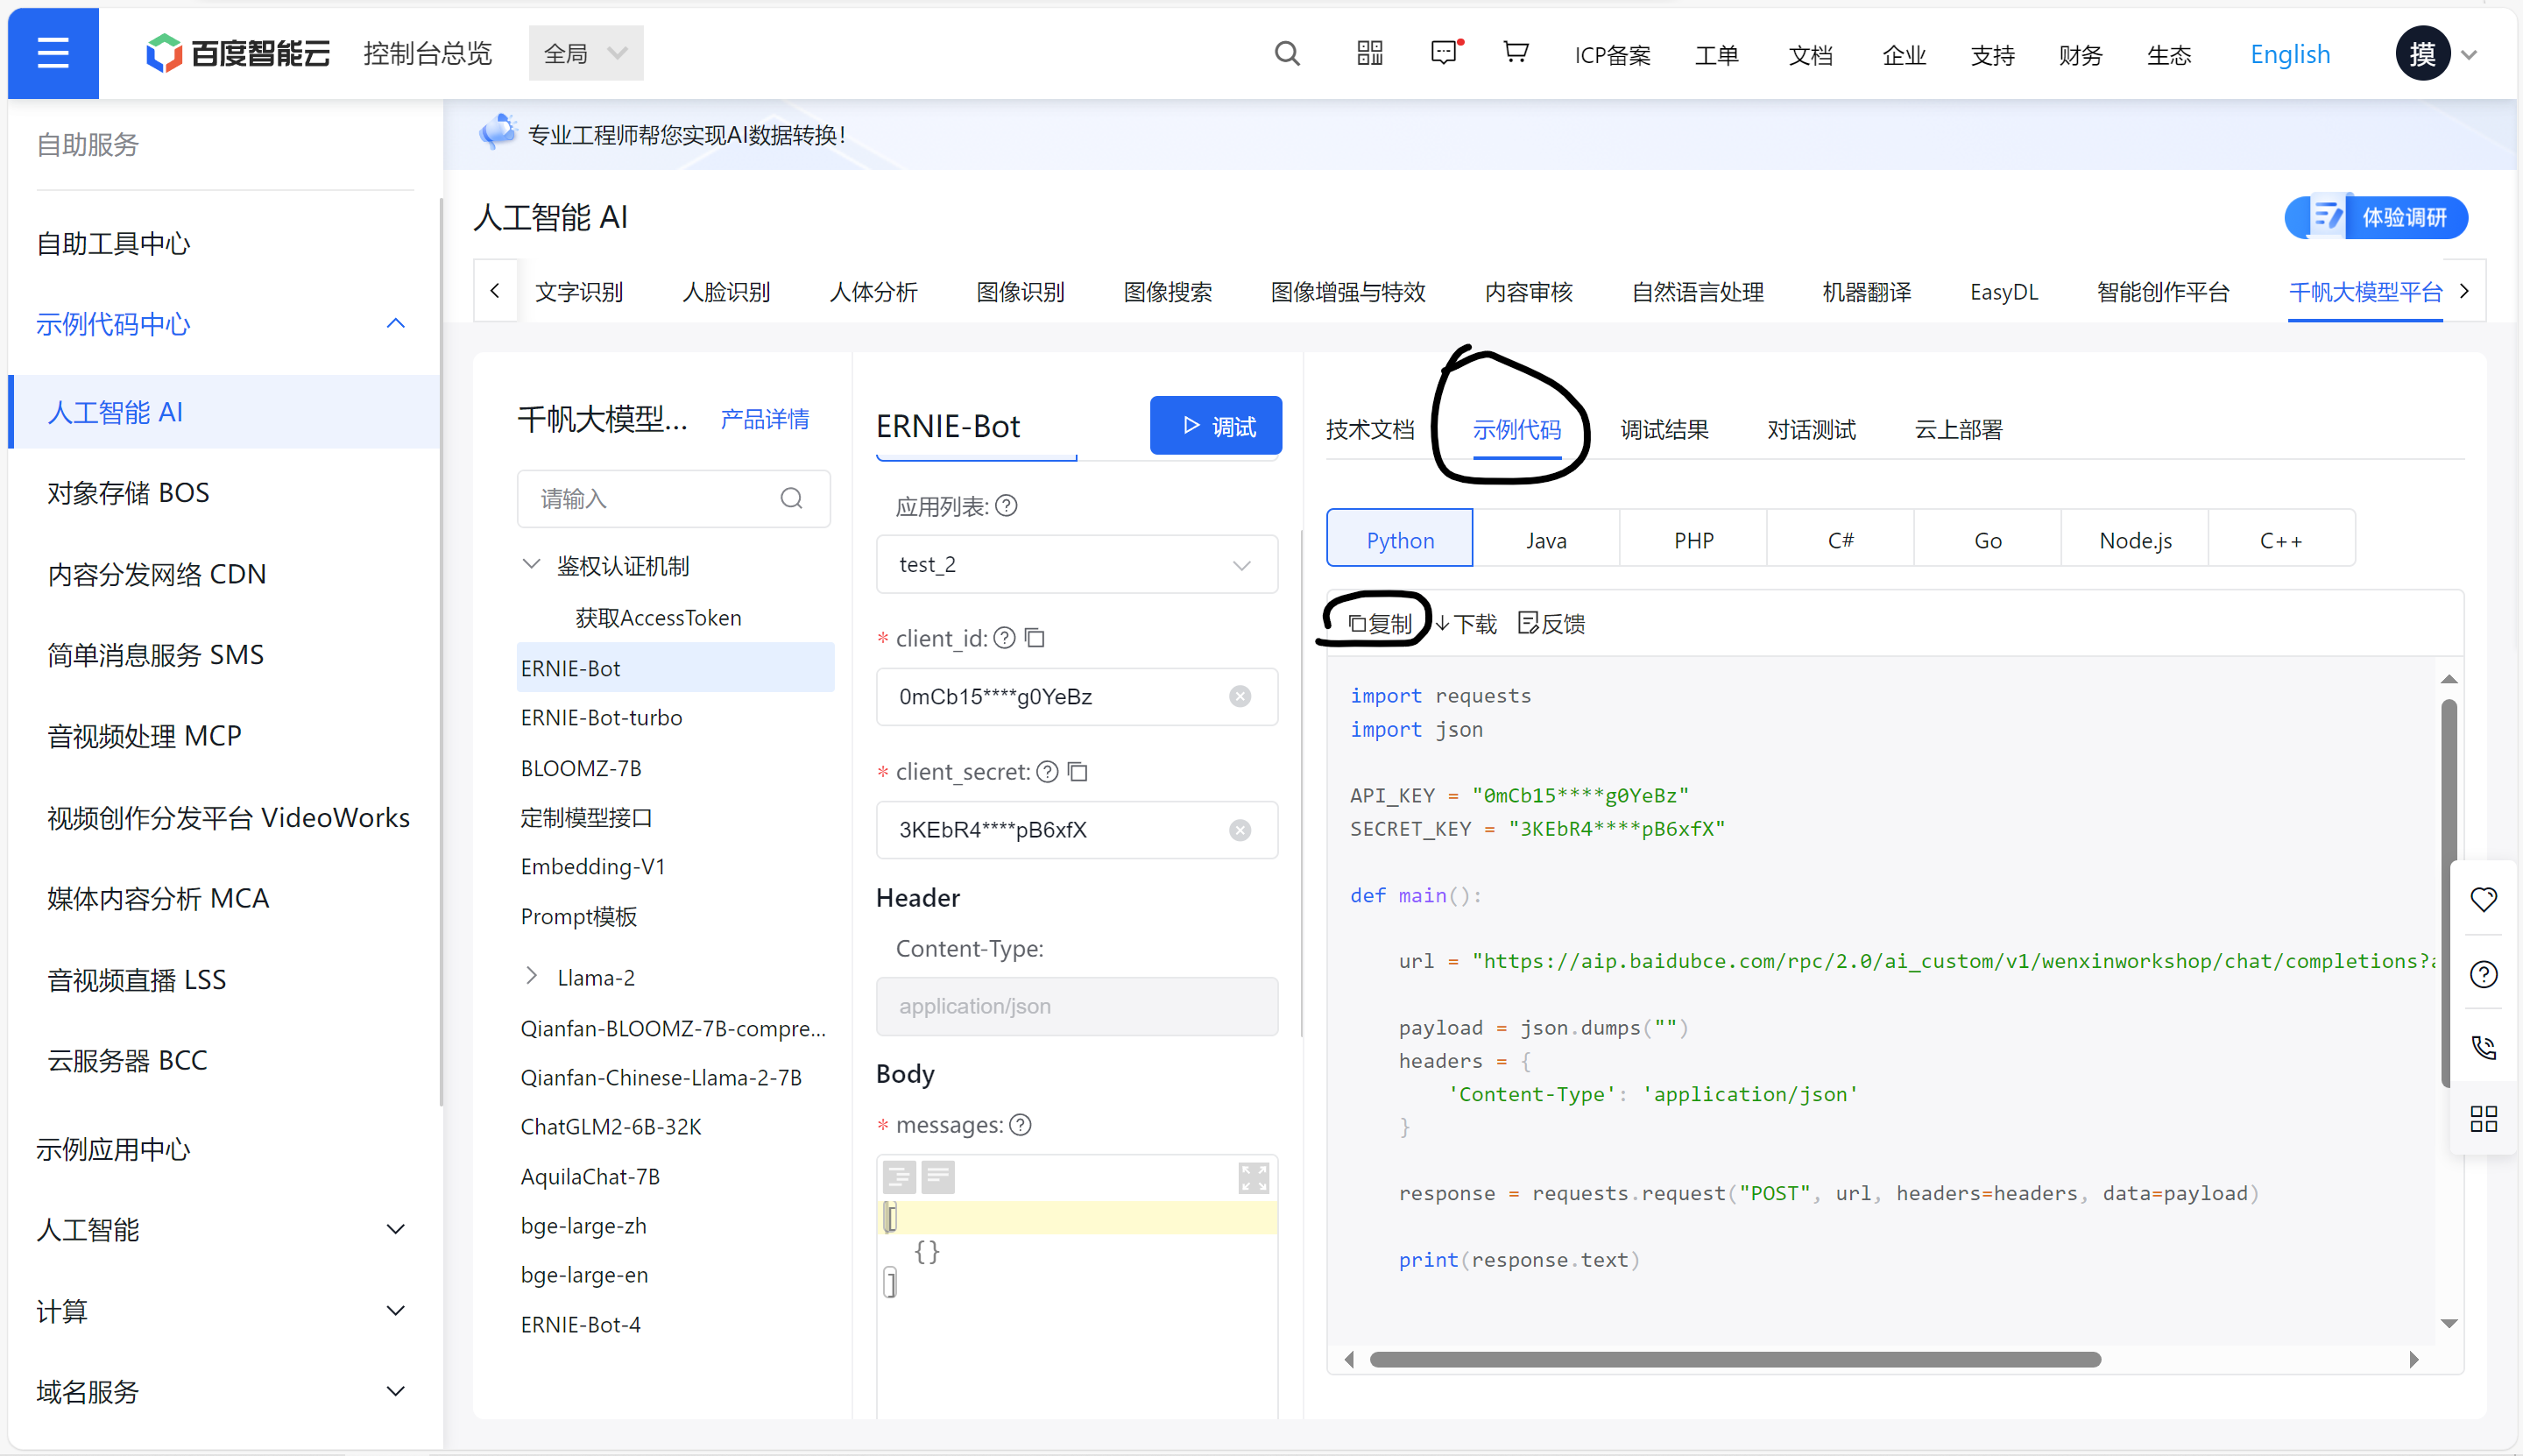 百度智能云 控制台总览 全局 ICP备案 工单 文档 企业 支持 财务 生态 English 摸
自助服务
自助工具中心
示例代码中心
人工智能 AI
对象存储 BOS
内容分发网络 CDN
简单消息服务 SMS
音视频处理 MCP
视频创作分发平台 VideoWorks
媒体内容分析 MCA
音视频直播 LSS
云服务器 BCC
示例应用中心
人工智能
计算
域名服务
专业工程师帮您实现AI数据转换！
人工智能 AI
体验调研
文字识别 人脸识别 人体分析 图像识别 图像搜索 图像增强与特效 内容审核 自然语言处理 机器翻译 EasyDL 智能创作平台 千帆大模型平台
千帆大模型... 产品详情
请输入
鉴权认证机制
获取AccessToken
ERNIE-Bot
ERNIE-Bot-turbo
BLOOMZ-7B
定制模型接口
Embedding-V1
Prompt模板
Llama-2
Qianfan-BLOOMZ-7B-compre...
Qianfan-Chinese-Llama-2-7B
ChatGLM2-6B-32K
AquilaChat-7B
bge-large-zh
bge-large-en
ERNIE-Bot-4
ERNIE-Bot 调试
应用列表:
test_2
* client_id:
0mCb15****g0YeBz
* client_secret:
3KEbR4****pB6xfX
Header
Content-Type:
application/json
Body
* messages:
[
{}
]
技术文档 示例代码 调试结果 对话测试 云上部署
Python Java PHP C# Go Node.js C++
复制 下载 反馈
import requests
import json
API_KEY = "0mCb15****g0YeBz"
SECRET_KEY = "3KEbR4****pB6xfX"
def main():
url = "https://aip.baidubce.com/rpc/2.0/ai_custom/v1/wenxinworkshop/chat/completions?
payload = json.dumps("")
headers = {
'Content-Type': 'application/json'
}
response = requests.request("POST", url, headers=headers, data=payload)
print(response.text)